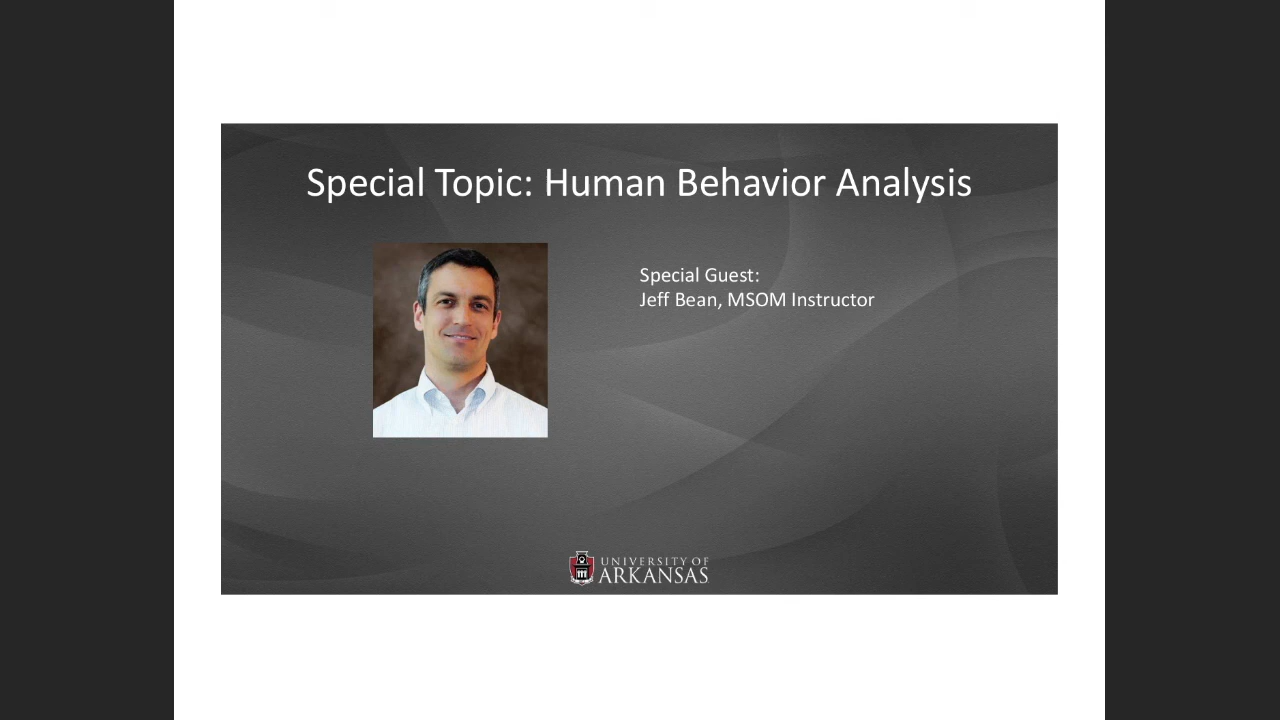 Special Topic: Human Behavior Analysis
Special Guest:
Jeff Bean, MSOM Instructor
UNIVERSITY OF
ARKANSAS